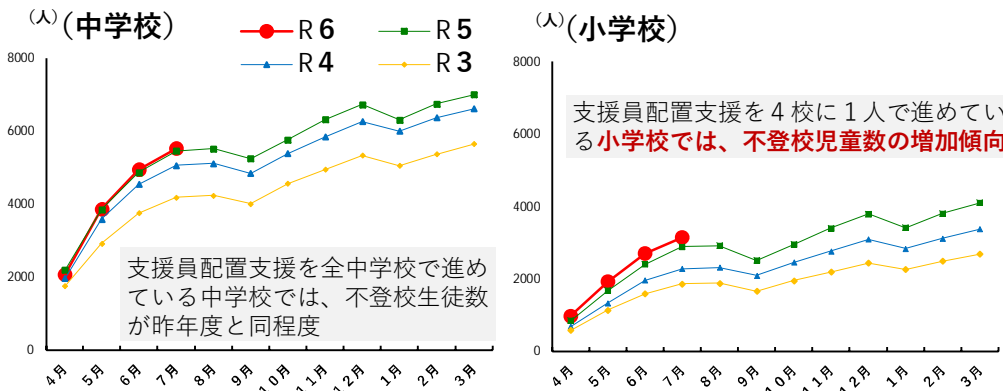 (人)(中学校)
R6
R5
R4
R3
8000
6000
4000
2000
0
支援員配置支援を全中学校で進め
ている中学校では、不登校生徒数
が昨年度と同程度
4月 5月 6月 7月 8月 9月 10月 11月 12月 1月 2月 3月
(人)(小学校)
8000
6000
4000
2000
0
支援員配置支援を4校に1人で進めてい
る小学校では、不登校児童数の増加傾向
4月 5月 6月 7月 8月 9月 10月 11月 12月 1月 2月 3月